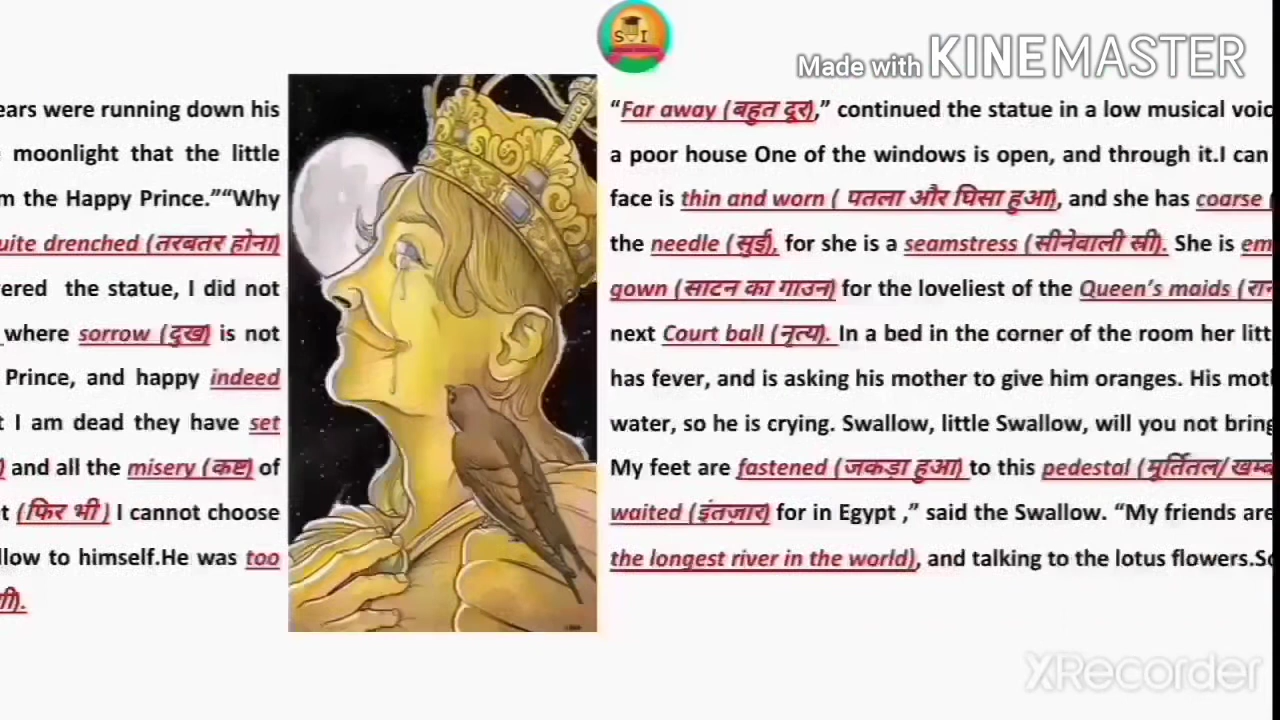 S I
Made with KINEMASTER
ears were running down his
moonlight that the little
the Happy Prince.”“Why
drenched (तरबतर होना)
the statue, I did not
where sorrow (दुख) is not
Prince, and happy indeed
I am dead they have set
) and all the misery (कष्ट) of
(फिर भी) I cannot choose
to himself.He was too
“Far away (बहुत दूर),” continued the statue in a low musical voic
a poor house One of the windows is open, and through it.I can
face is thin and worn ( पतला और घिसा हुआ), and she has coarse (
the needle (सुई), for she is a seamstress (सीनेवाली स्री). She is em
gown (साटन का गाउन) for the loveliest of the Queen’s maids (रान
next Court ball (नृत्य). In a bed in the corner of the room her litt
has fever, and is asking his mother to give him oranges. His mot
water, so he is crying. Swallow, little Swallow, will you not bring
My feet are fastened (जकड़ा हुआ) to this pedestal (मूर्तितल/खम्ब
waited (इंतज़ार) for in Egypt ,” said the Swallow. “My friends are
the longest river in the world), and talking to the lotus flowers.So
XRecorder